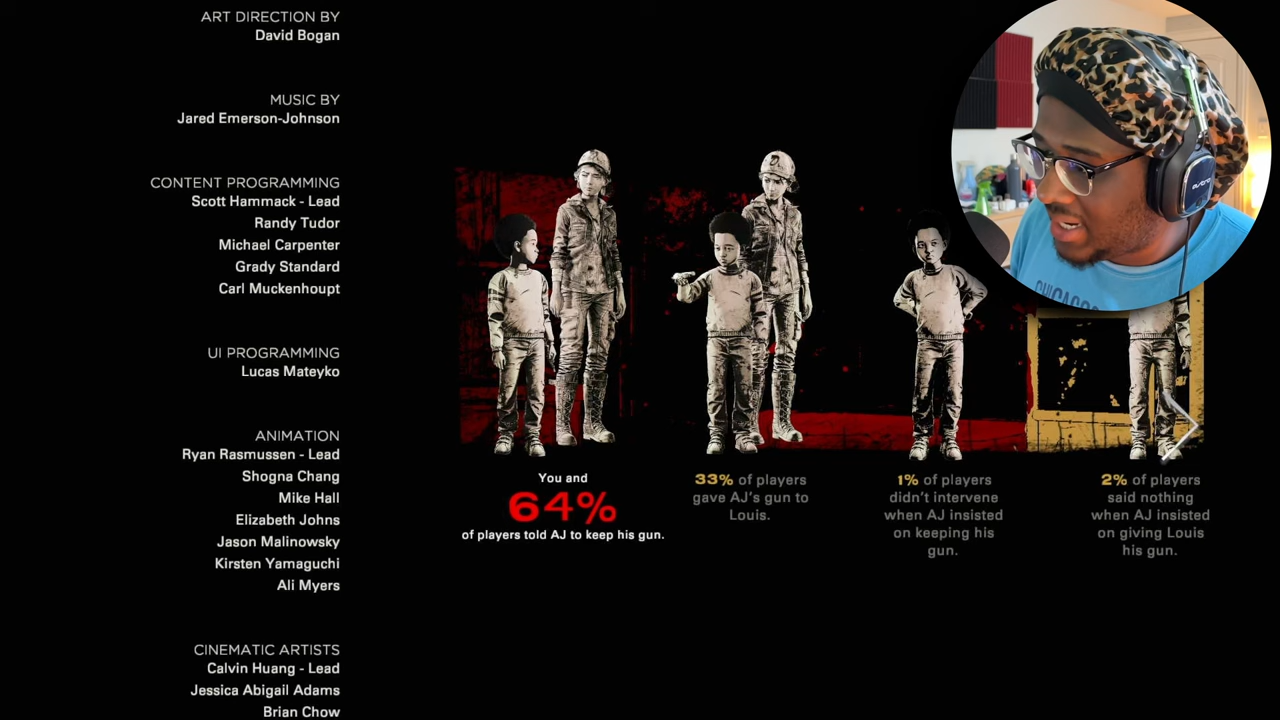 ART DIRECTION BY
David Bogan
MUSIC BY
Jared Emerson-Johnson
CONTENT PROGRAMMING
Scott Hammack - Lead
Randy Tudor
Michael Carpenter
Grady Standard
Carl Muckenhoupt
UI PROGRAMMING
Lucas Mateyko
ANIMATION
Ryan Rasmussen - Lead
Shogna Chang
Mike Hall
Elizabeth Johns
Jason Malinowsky
Kirsten Yamaguchi
Ali Myers
CINEMATIC ARTISTS
Calvin Huang - Lead
Jessica Abigail Adams
Brian Chow
You and
64%
of players told AJ to keep his gun.
33% of players
gave AJ's gun to
Louis.
1% of players
didn't intervene
when AJ insisted
on keeping his
gun.
2% of players
said nothing
when AJ insisted
on giving Louis
his gun.
astro